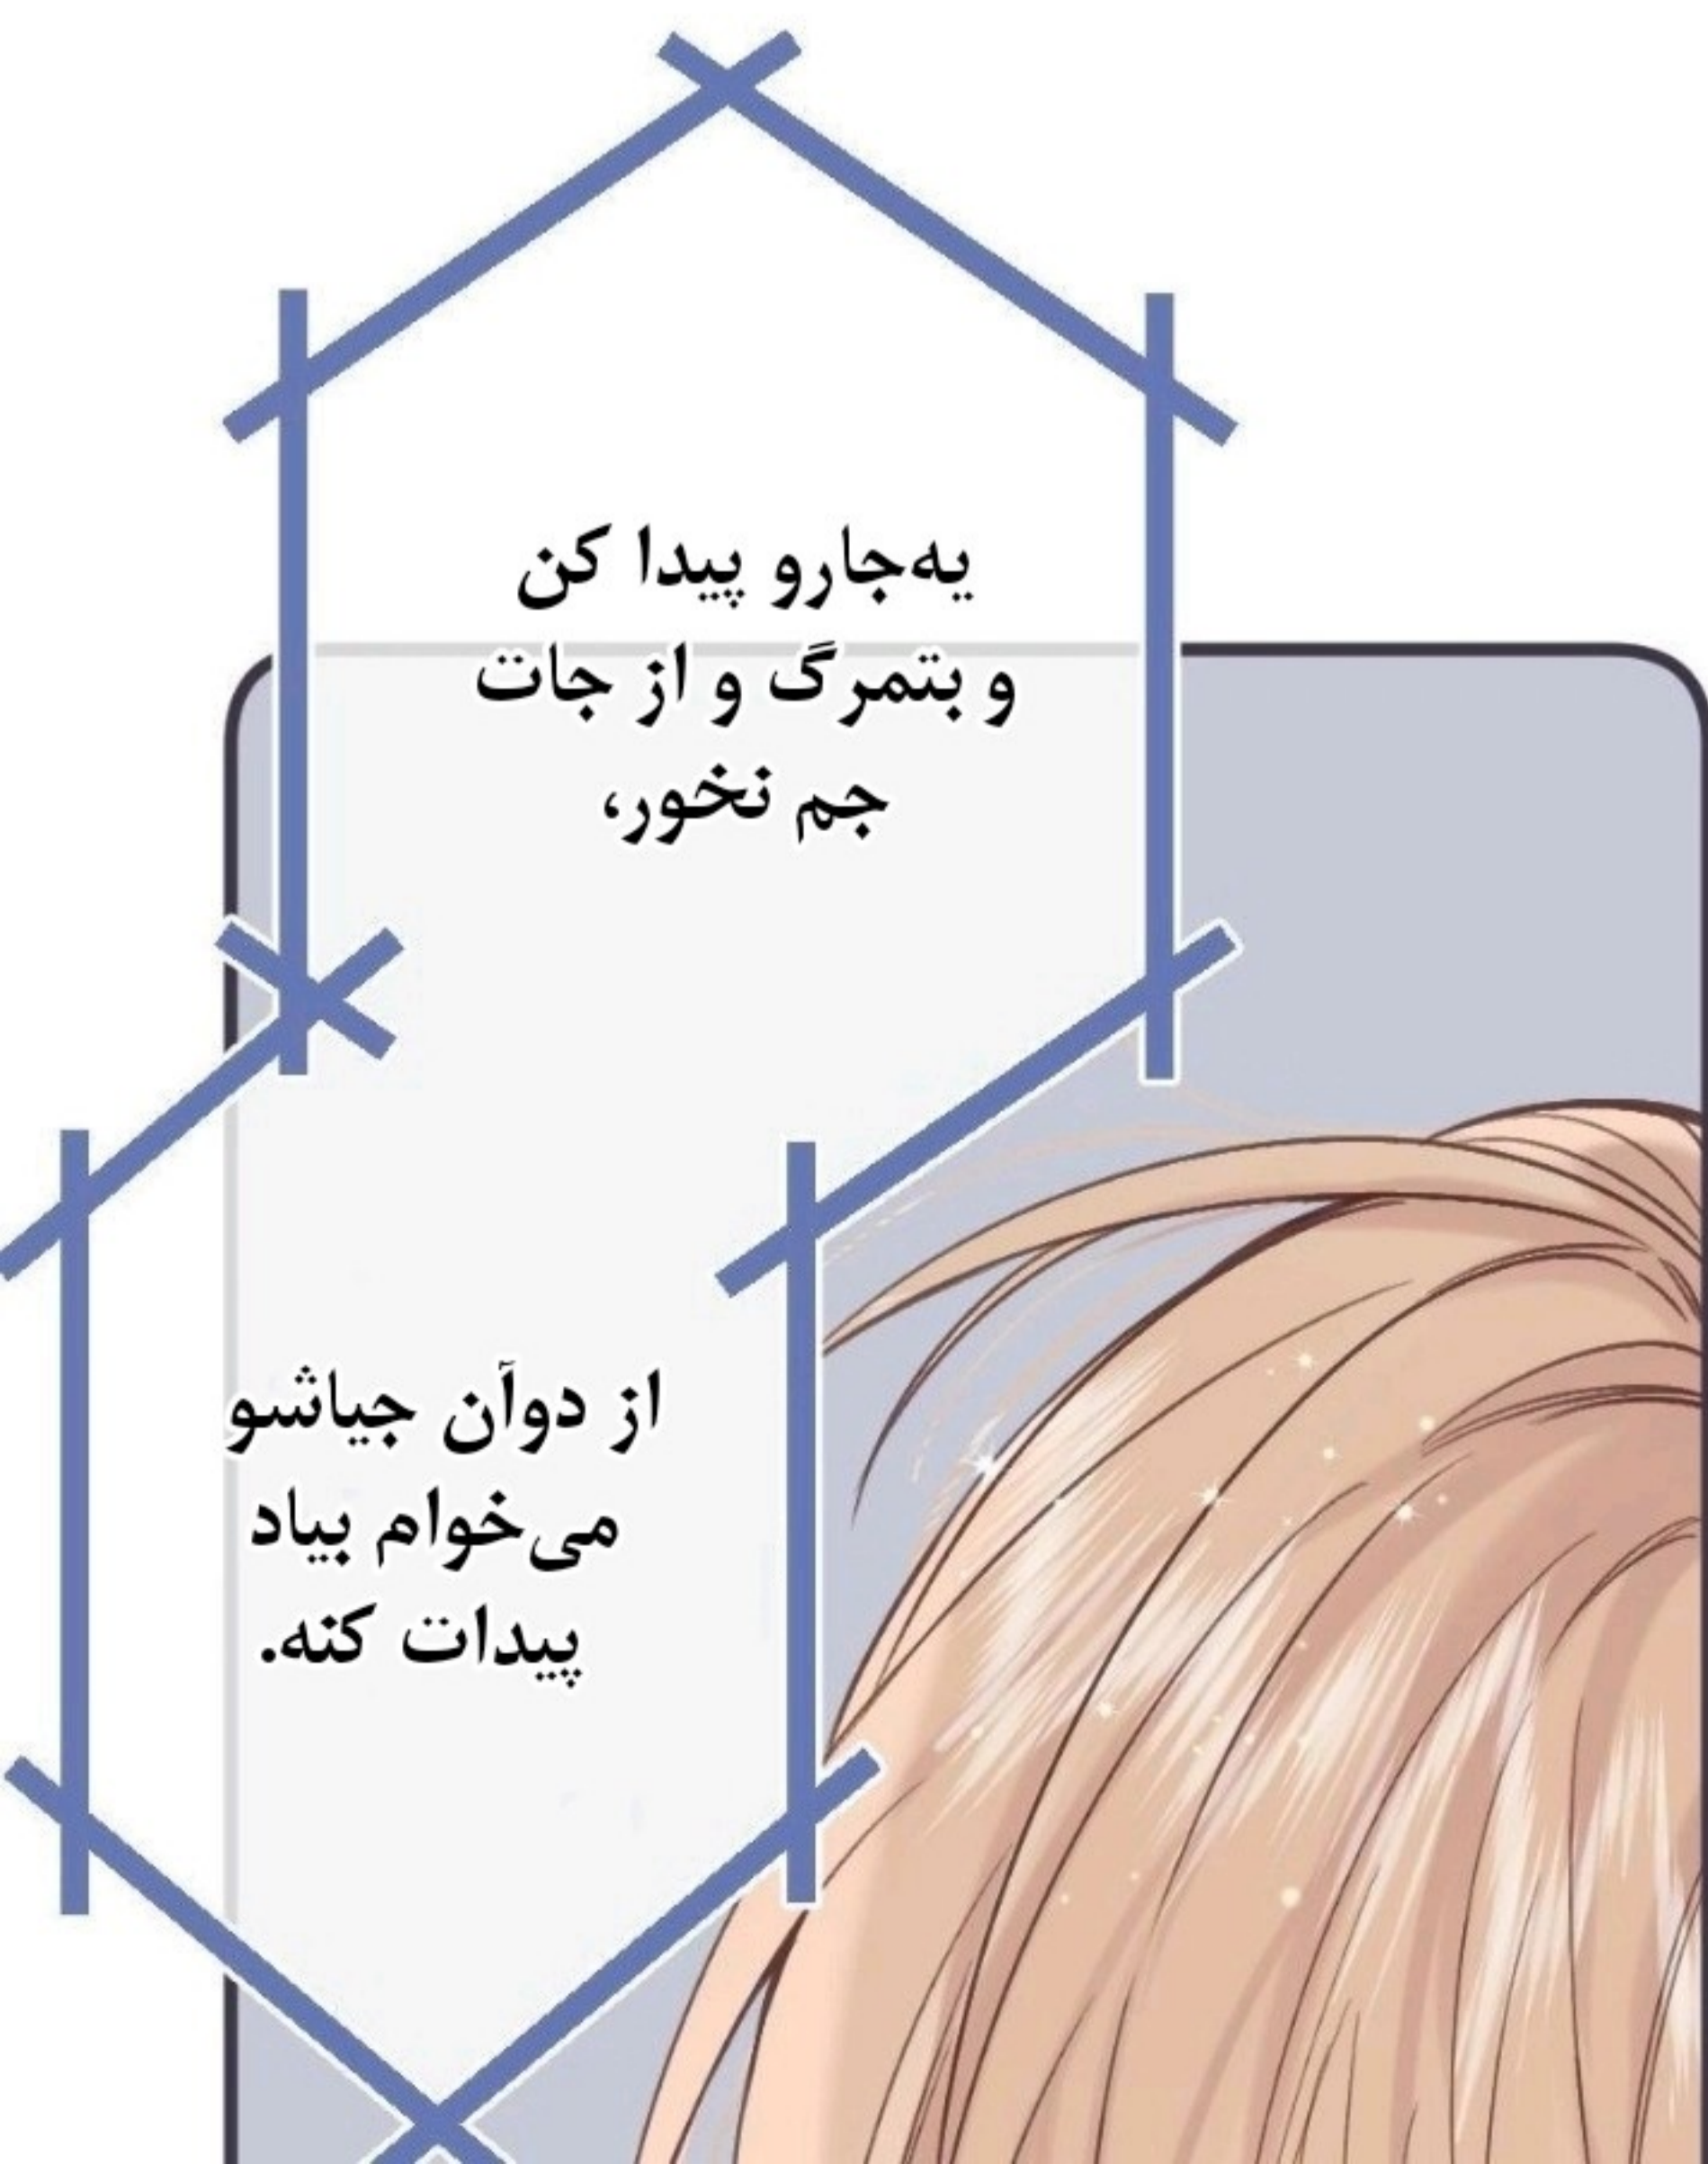 یه‌جارو پیدا کن
و بتمرگ و از جات
جم نخور،
از دوآن جیاشو
می‌خوام بیاد
پیدات کنه.